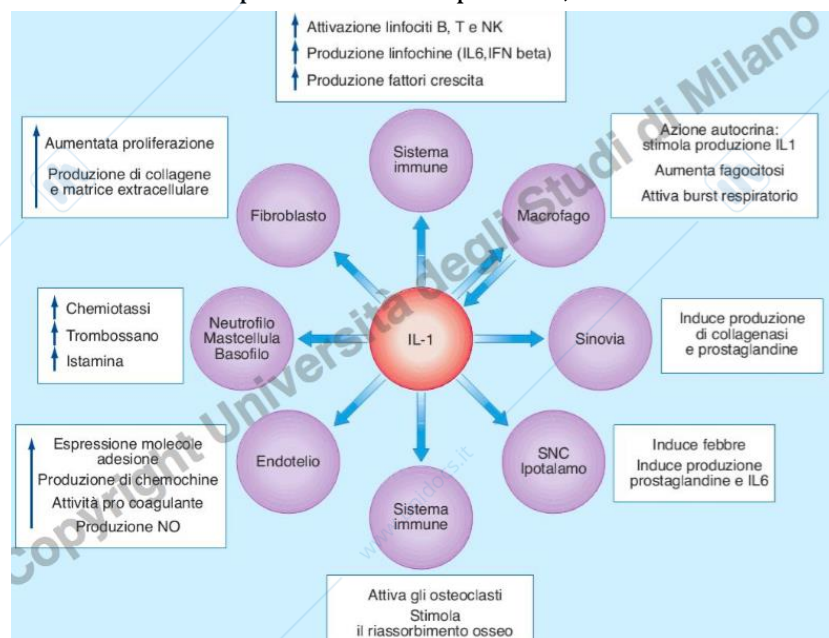 Attivazione linfociti B, T e NK
Produzione linfochine (IL6,IFN beta)
Produzione fattori crescita
Aumentata proliferazione
Produzione di collagene
e matrice extracellulare
Sistema
immune
Azione autocrina:
stimola produzione IL1
Aumenta fagocitosi
Attiva burst respiratorio
Fibroblasto
Macrofago
Chemiotassi
Trombossano
Istamina
Neutrofilo
Mastcellula
Basofilo
IL-1
Sinovia
Induce produzione
di collagenasi
e prostaglandine
Espressione molecole
adesione
Produzione di chemochine
Attività pro coagulante
Produzione NO
Endotelio
SNC
Ipotalamo
Induce febbre
Induce produzione
prostaglandine e IL6
Sistema
immune
Attiva gli osteoclasti
Stimola
il riassorbimento osseo
Copyright Università degli Studi di Milano